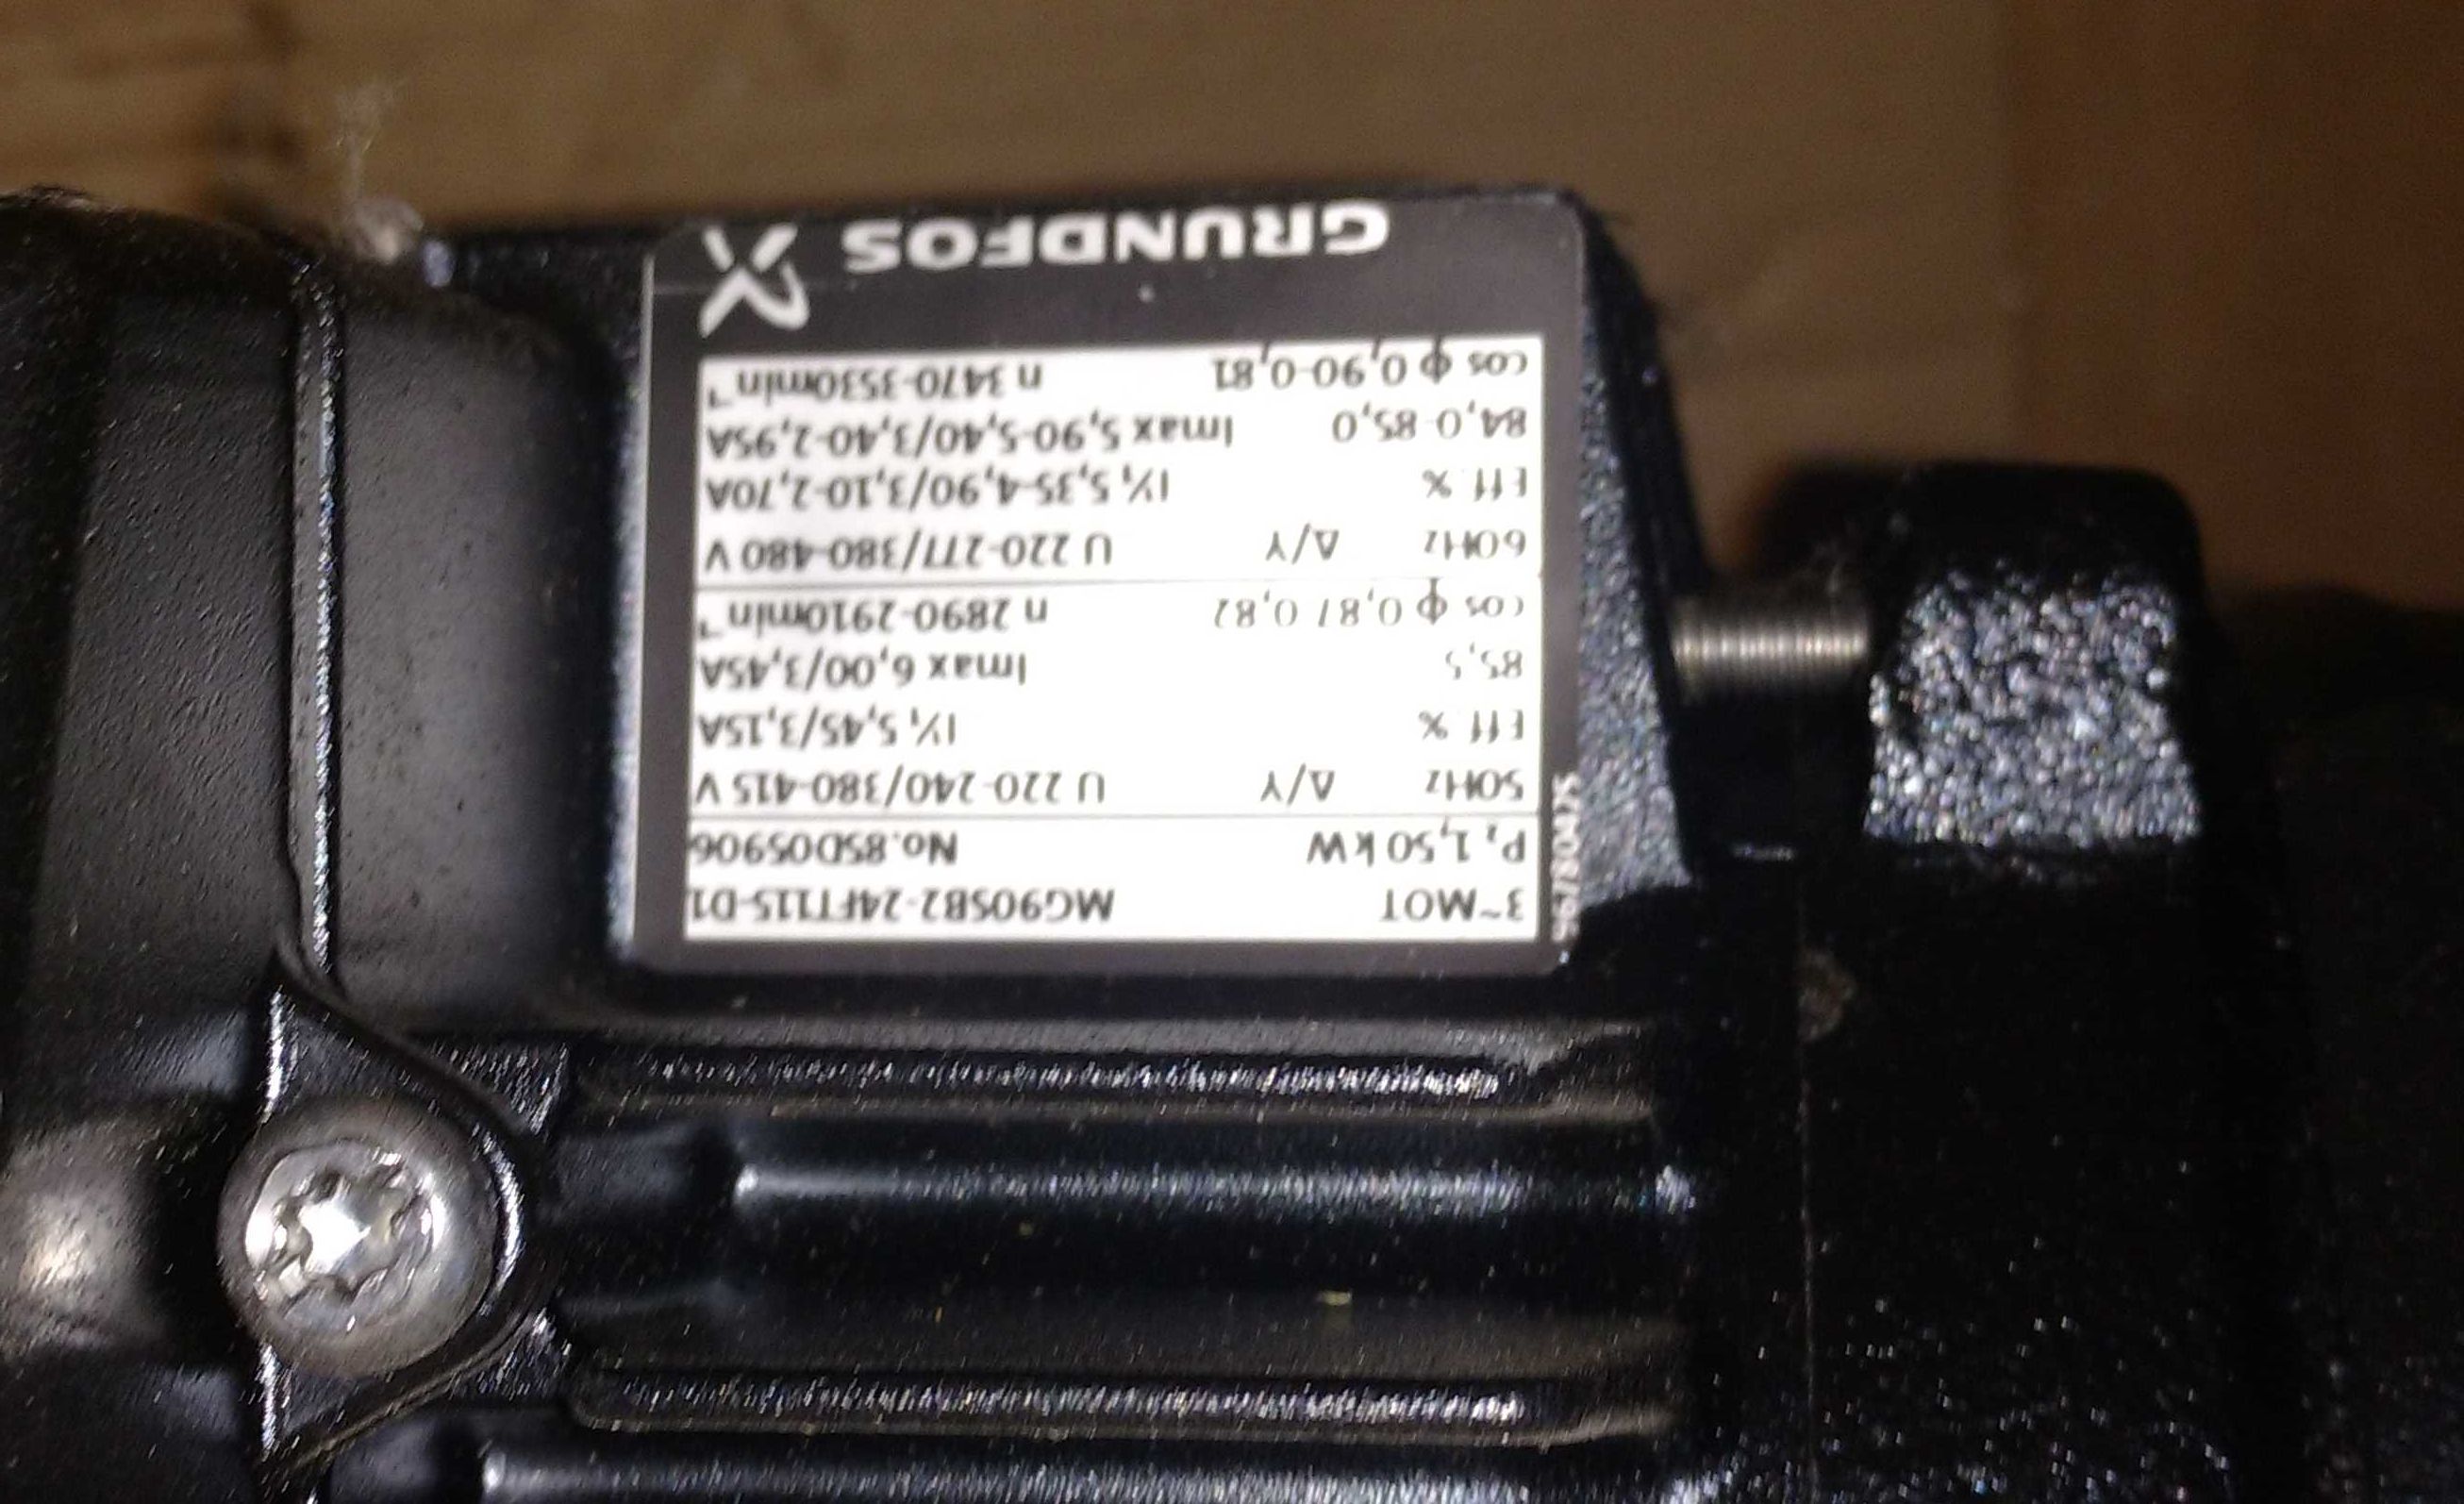 3~MOT MG90SB2-24FT115-D1
P₂ 1,50 kW No.85D05906
50Hz Δ/Y U 220-240/380-415 V
Eff. % I₁/₁ 5,45/3,15A
85,5 Imax 6,00/3,45A
cos φ 0,87 0,82 n 2890-2910min⁻¹
60Hz Δ/Y U 220-277/380-480 V
Eff. % I₁/₁ 5,35-4,90/3,10-2,70A
84,0-85,0 Imax 5,90-5,40/3,40-2,95A
cos φ 0,90-0,81 n 3470-3530min⁻¹
GRUNDFOS